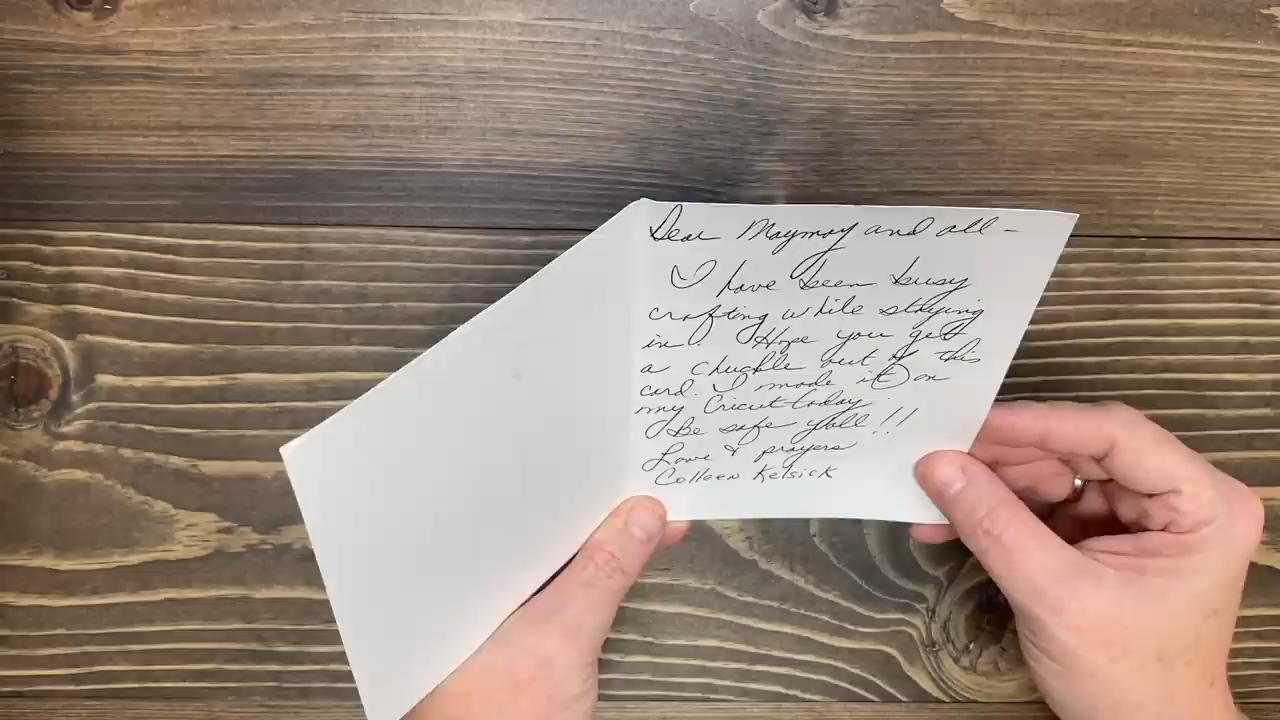 Dear Maymay and all -
I have been busy
crafting while staying
in! Hope you get
a chuckle out of this
card. I made it on
my Cricut today.
Be safe y'all!!
Love & prayers
Colleen Kelsick